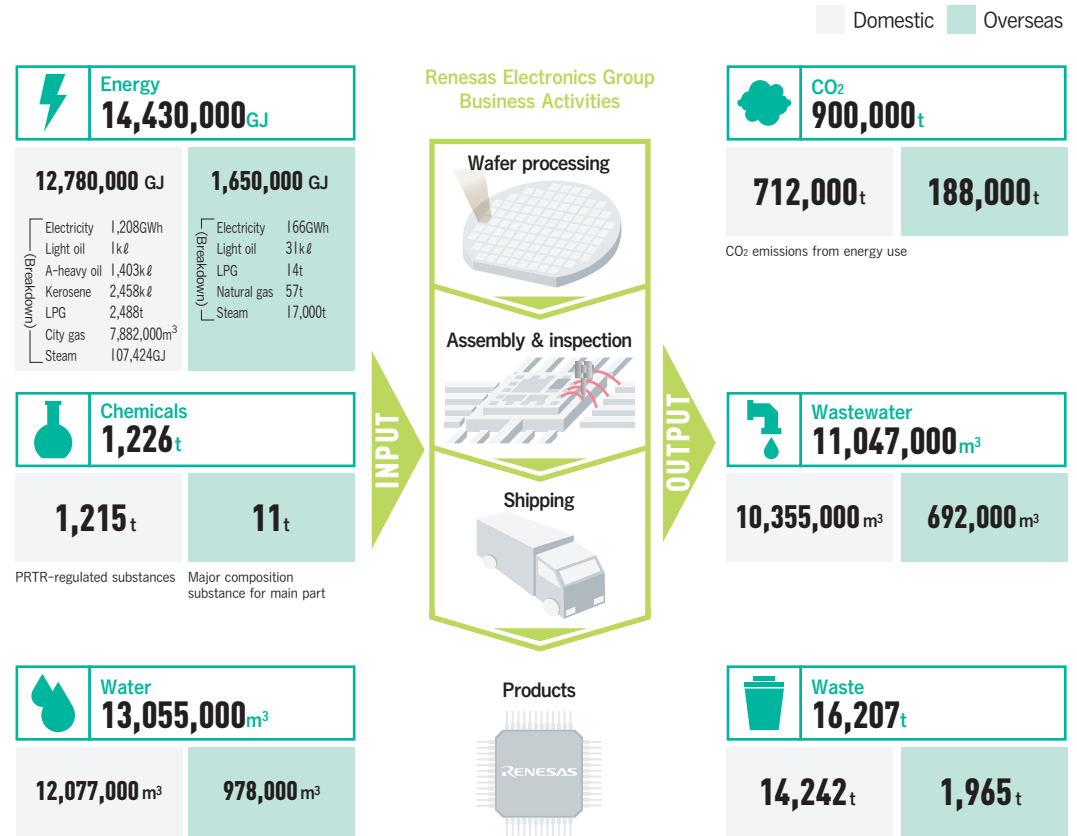 Domestic
Overseas
Energy
14,430,000GJ
12,780,000 GJ
(Breakdown)
Electricity 1,208GWh
Light oil 1kℓ
A-heavy oil 1,403kℓ
Kerosene 2,458kℓ
LPG 2,488t
City gas 7,882,000m³
Steam 107,424GJ
1,650,000 GJ
(Breakdown)
Electricity 166GWh
Light oil 31kℓ
LPG 14t
Natural gas 57t
Steam 17,000t
Chemicals
1,226t
1,215t
11t
PRTR-regulated substances
Major composition
substance for main part
Water
13,055,000m³
12,077,000m³
978,000m³
INPUT
Renesas Electronics Group
Business Activities
Wafer processing
Assembly & inspection
Shipping
Products
RENESAS
OUTPUT
CO₂
900,000t
712,000t
188,000t
CO₂ emissions from energy use
Wastewater
11,047,000m³
10,355,000m³
692,000m³
Waste
16,207t
14,242t
1,965t